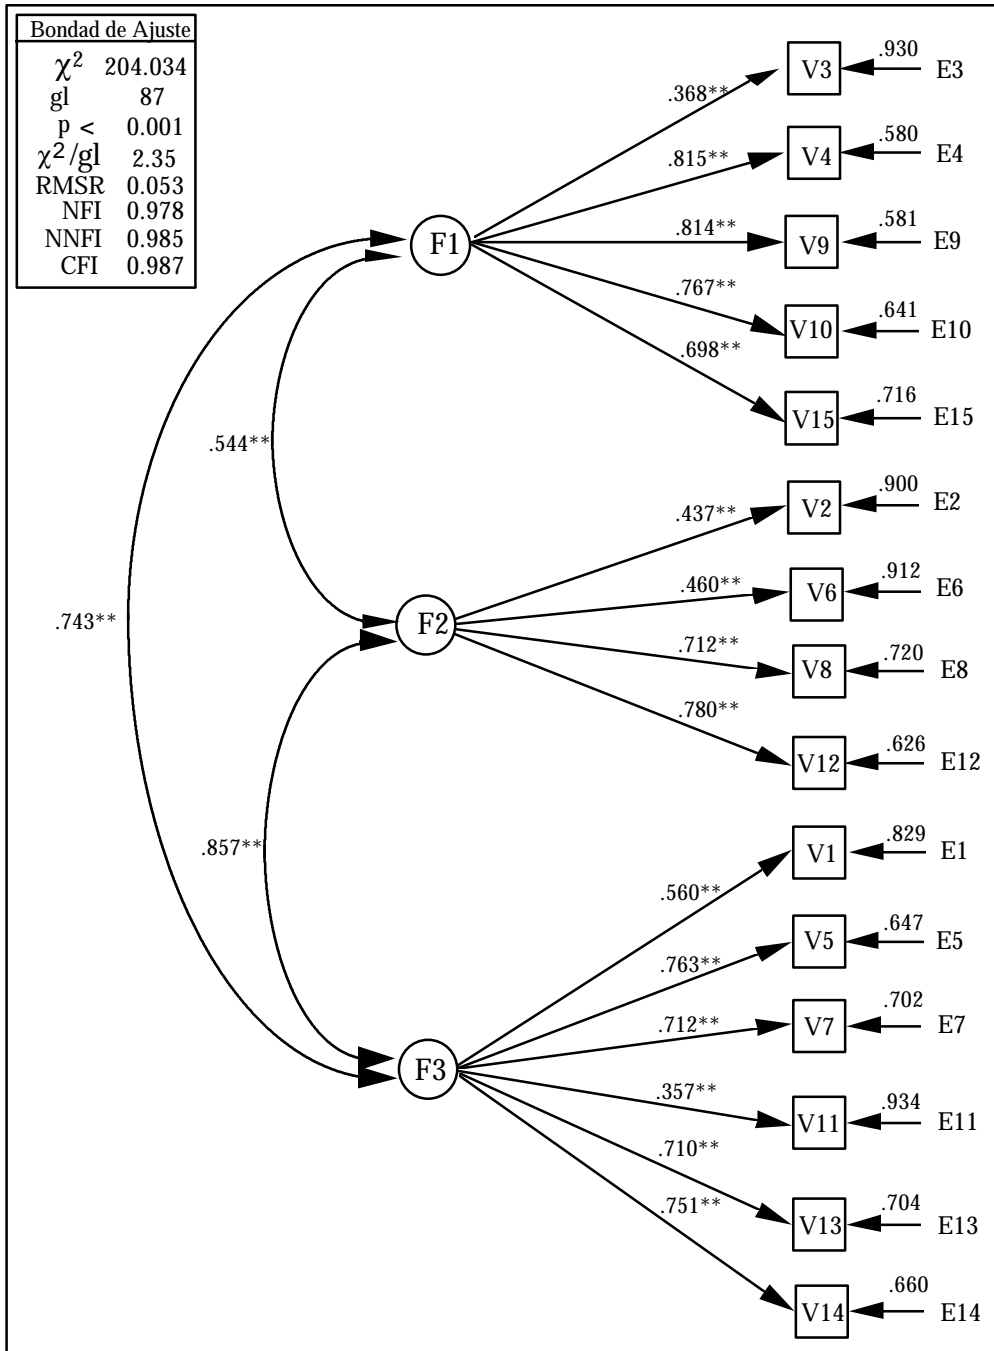 Bondad de Ajuste
χ² 204.034
gl 87
p < 0.001
χ²/gl 2.35
RMSR 0.053
NFI 0.978
NNFI 0.985
CFI 0.987
F1
.368** V3 .930 E3
.815** V4 .580 E4
.814** V9 .581 E9
.767** V10 .641 E10
.698** V15 .716 E15
.544**
.743**
F2
.437** V2 .900 E2
.460** V6 .912 E6
.712** V8 .720 E8
.780** V12 .626 E12
.857**
F3
.560** V1 .829 E1
.763** V5 .647 E5
.712** V7 .702 E7
.357** V11 .934 E11
.710** V13 .704 E13
.751** V14 .660 E14